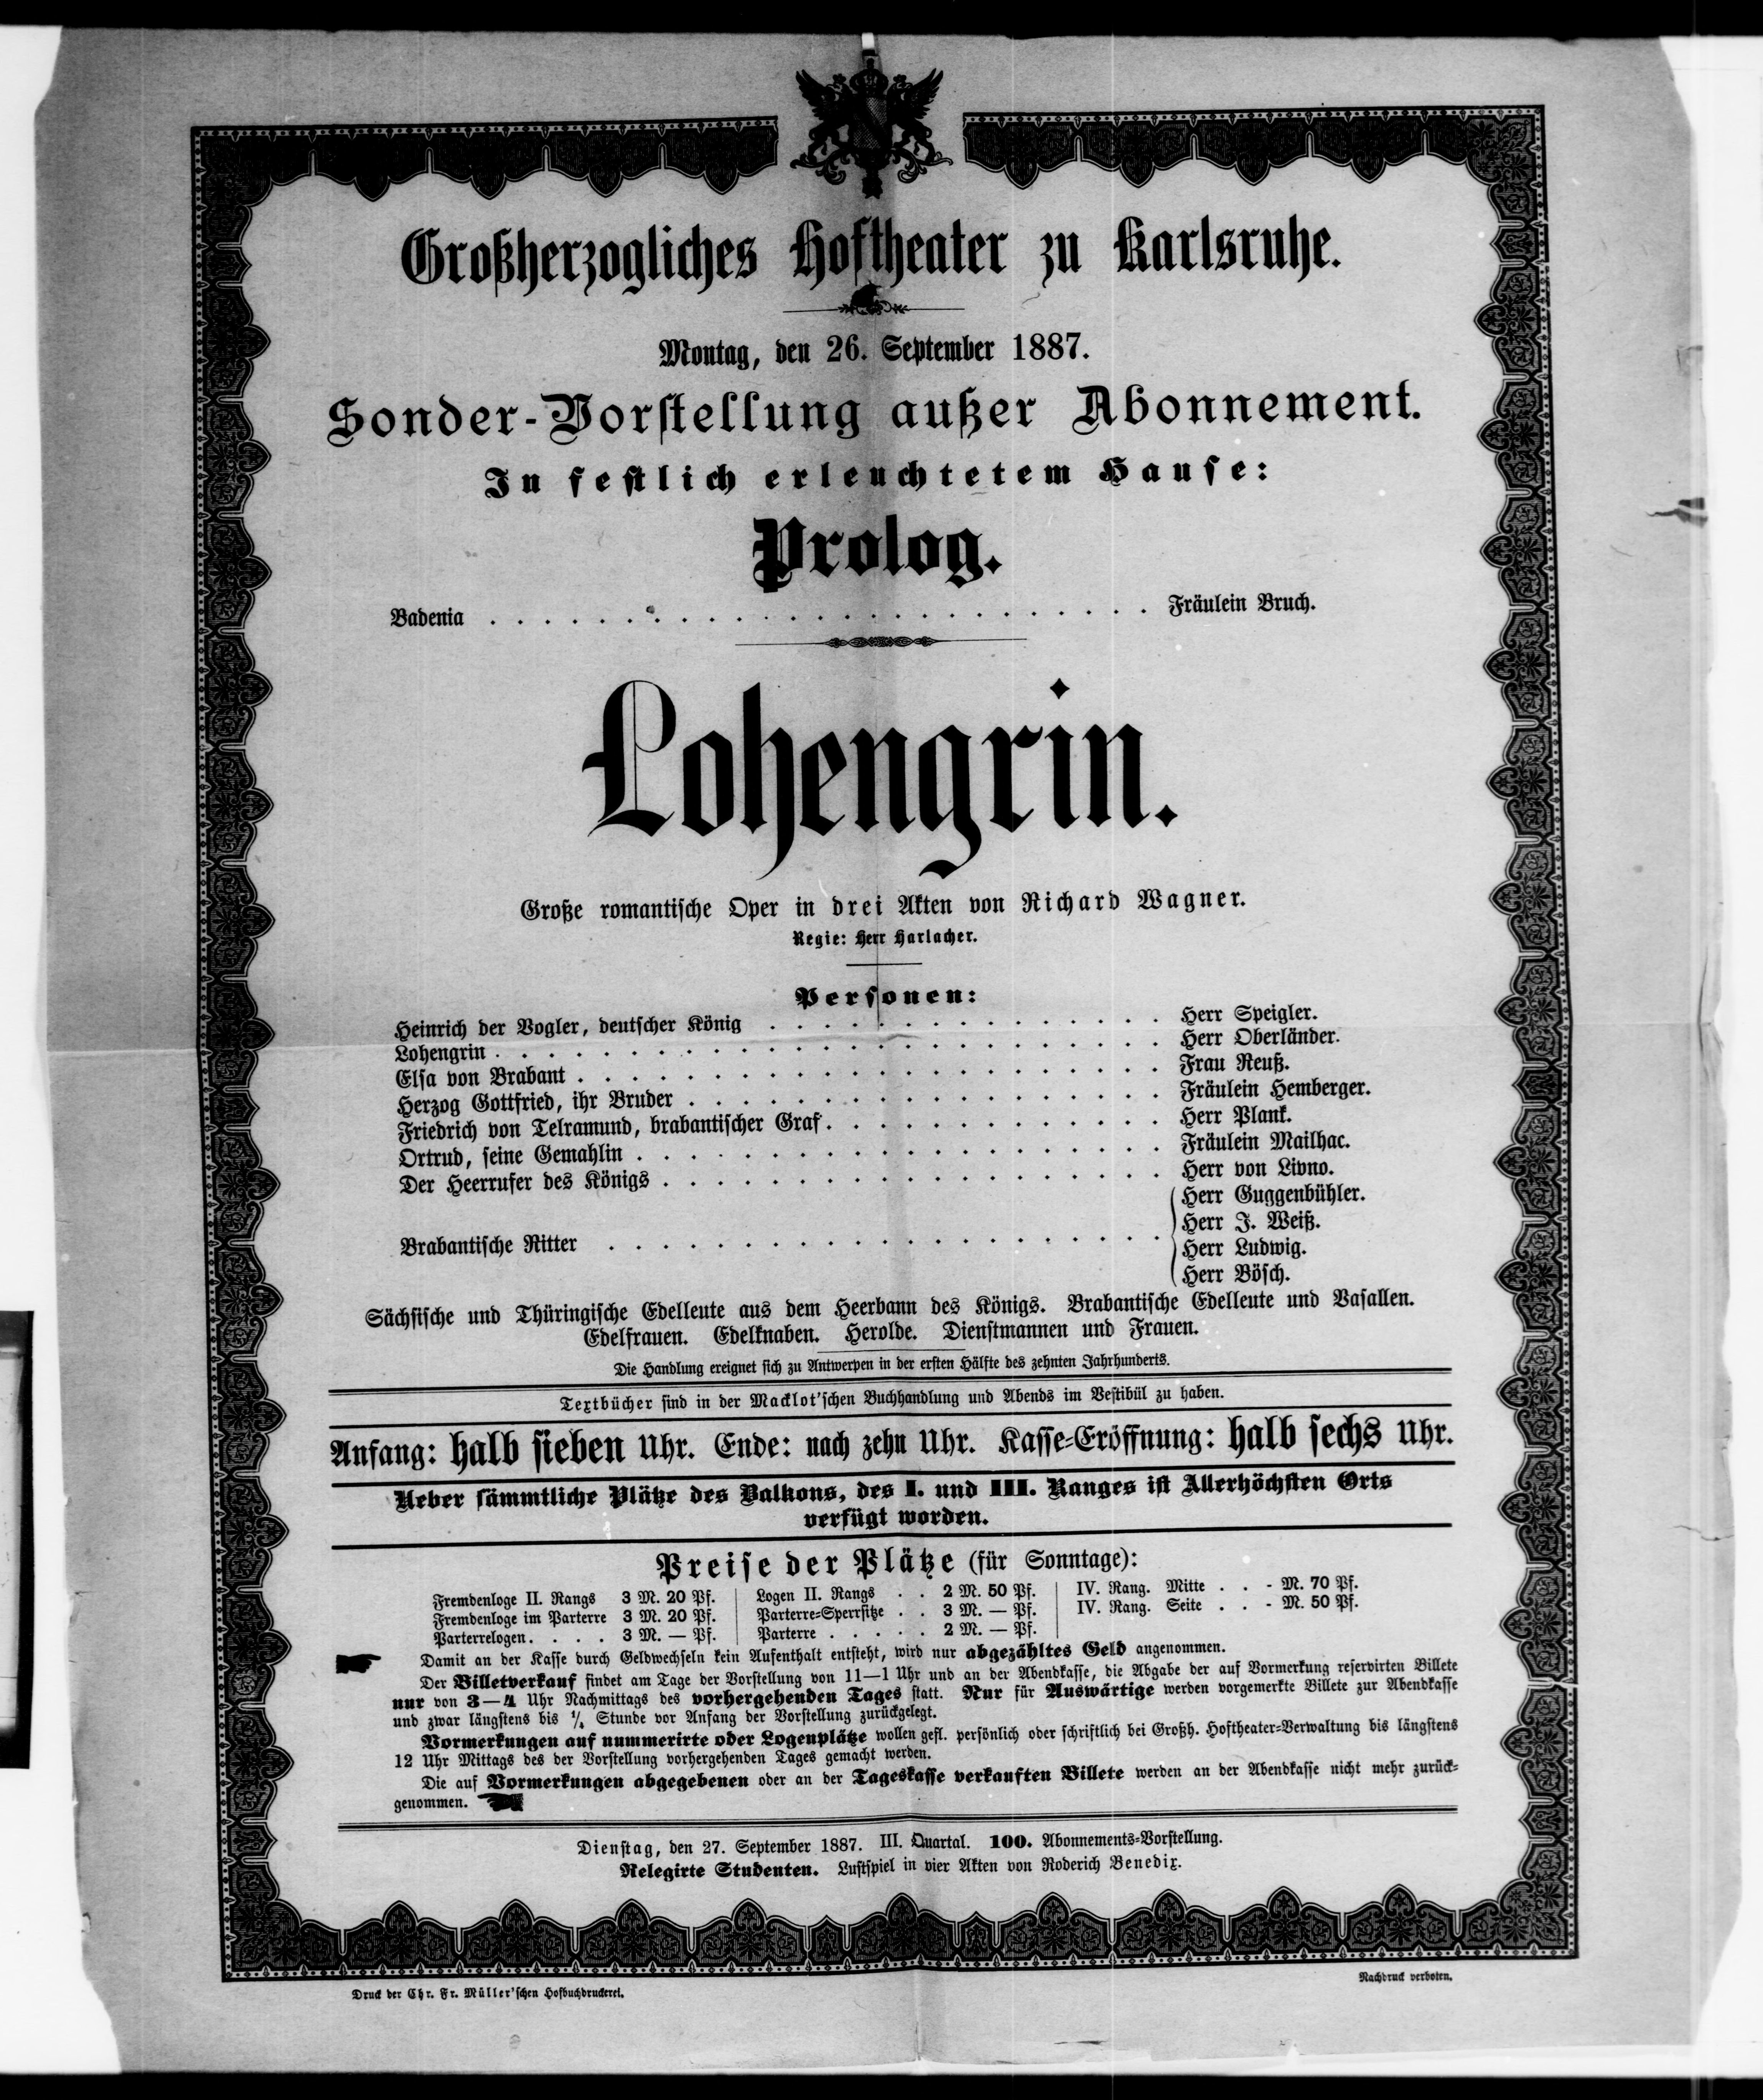 Großherzogliches Hoftheater zu Karlsruhe.
Montag, den 26. September 1887.
Sonder-Vorstellung außer Abonnement.
In festlich erleuchtetem Hause:
Prolog.
Badenia . . . . . . . . . . . . . . . . . . . . . . . . . Fräulein Bruch.
Lohengrin.
Große romantische Oper in drei Akten von Richard Wagner.
Regie: Herr Harlacher.
Personen:
Heinrich der Vogler, deutscher König . . . . . . . . . . . . . . . Herr Speigler.
Lohengrin . . . . . . . . . . . . . . . . . . . . . . . . . Herr Oberländer.
Elsa von Brabant . . . . . . . . . . . . . . . . . . . . . . Frau Reuß.
Herzog Gottfried, ihr Bruder . . . . . . . . . . . . . . . . . . Fräulein Hemberger.
Friedrich von Telramund, brabantischer Graf . . . . . . . . . . . . . Herr Plank.
Ortrud, seine Gemahlin . . . . . . . . . . . . . . . . . . . . Fräulein Mailhac.
Der Heerrufer des Königs . . . . . . . . . . . . . . . . . . . Herr von Livno.
Brabantische Ritter . . . . . . . . . . . . . . . . . . . . .
Herr Guggenbühler.
Herr J. Weiß.
Herr Ludwig.
Herr Bösch.
Sächsische und Thüringische Edelleute aus dem Heerbann des Königs. Brabantische Edelleute und Vasallen.
Edelfrauen. Edelknaben. Herolde. Dienstmannen und Frauen.
Die Handlung ereignet sich zu Antwerpen in der ersten Hälfte des zehnten Jahrhunderts.
Textbücher sind in der Macklot'schen Buchhandlung und Abends im Vestibül zu haben.
Anfang: halb sieben Uhr. Ende: nach zehn Uhr. Kasse-Eröffnung: halb sechs Uhr.
Ueber sämmtliche Plätze des Balkons, des I. und III. Ranges ist Allerhöchsten Orts
verfügt worden.
Preise der Plätze (für Sonntage):
Fremdenloge II. Rangs 3 M. 20 Pf. Logen II. Rangs . . 2 M. 50 Pf. IV. Rang. Mitte . . - M. 70 Pf.
Fremdenloge im Parterre 3 M. 20 Pf. Parterre-Sperrsitze . . 3 M. — Pf. IV. Rang. Seite . . - M. 50 Pf.
Parterrelogen . . . . 3 M. — Pf. Parterre . . . . . 2 M. — Pf.
Damit an der Kasse durch Geldwechseln kein Aufenthalt entsteht, wird nur abgezähltes Geld angenommen.
Der Billetverkauf findet am Tage der Vorstellung von 11—1 Uhr und an der Abendkasse, die Abgabe der auf Vormerkung reservirten Billete
nur von 3—4 Uhr Nachmittags des vorhergehenden Tages statt. Nur für Auswärtige werden vorgemerkte Billete zur Abendkasse
und zwar längstens bis 1/4 Stunde vor Anfang der Vorstellung zurückgelegt.
Vormerkungen auf nummerirte oder Logenplätze wollen gefl. persönlich oder schriftlich bei Großh. Hoftheater-Verwaltung bis längstens
12 Uhr Mittags des der Vorstellung vorhergehenden Tages gemacht werden.
Die auf Vormerkungen abgegebenen oder an der Tageskasse verkauften Billete werden an der Abendkasse nicht mehr zurück-
genommen.
Dienstag, den 27. September 1887. III. Quartal. 100. Abonnements-Vorstellung.
Relegirte Studenten. Lustspiel in vier Akten von Roderich Benedix.
Druck der Chr. Fr. Müller'schen Hofbuchdruckerei.
Nachdruck verboten.